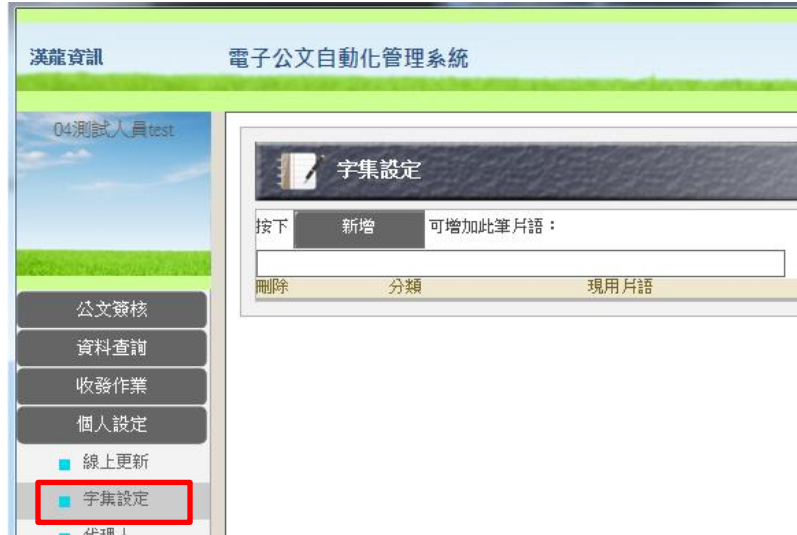 漢龍資訊
電子公文自動化管理系統
04測試人員test
字集設定
按下 新增 可增加此筆片語：
刪除 分類 現用片語
公文簽核
資料查詢
收發作業
個人設定
線上更新
字集設定
代理人